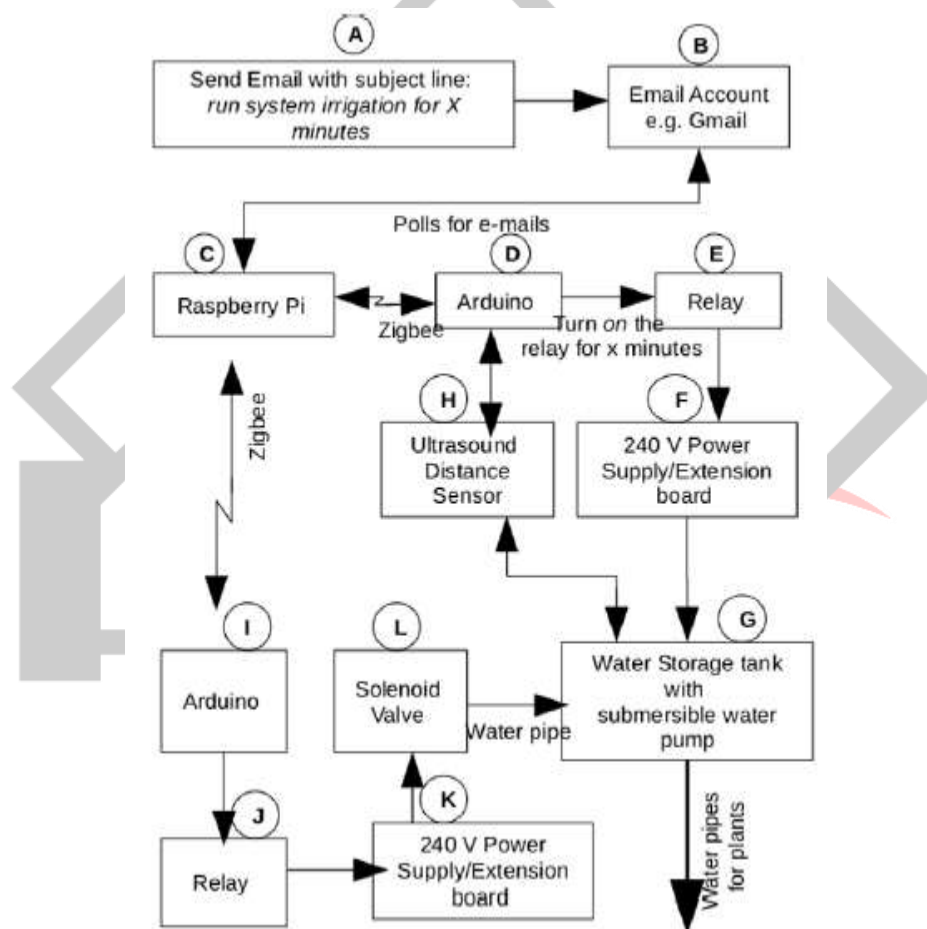 A
Send Email with subject line:
run system irrigation for X
minutes
B
Email Account
e.g. Gmail
Polls for e-mails
C
Raspberry Pi
Zigbee
D
Arduino
Turn on the
relay for x minutes
E
Relay
H
Ultrasound
Distance
Sensor
F
240 V Power
Supply/Extension
board
Zigbee
I
Arduino
L
Solenoid
Valve
Water pipe
G
Water Storage tank
with
submersible water
pump
J
Relay
K
240 V Power
Supply/Extension
board
Water pipes
for plants